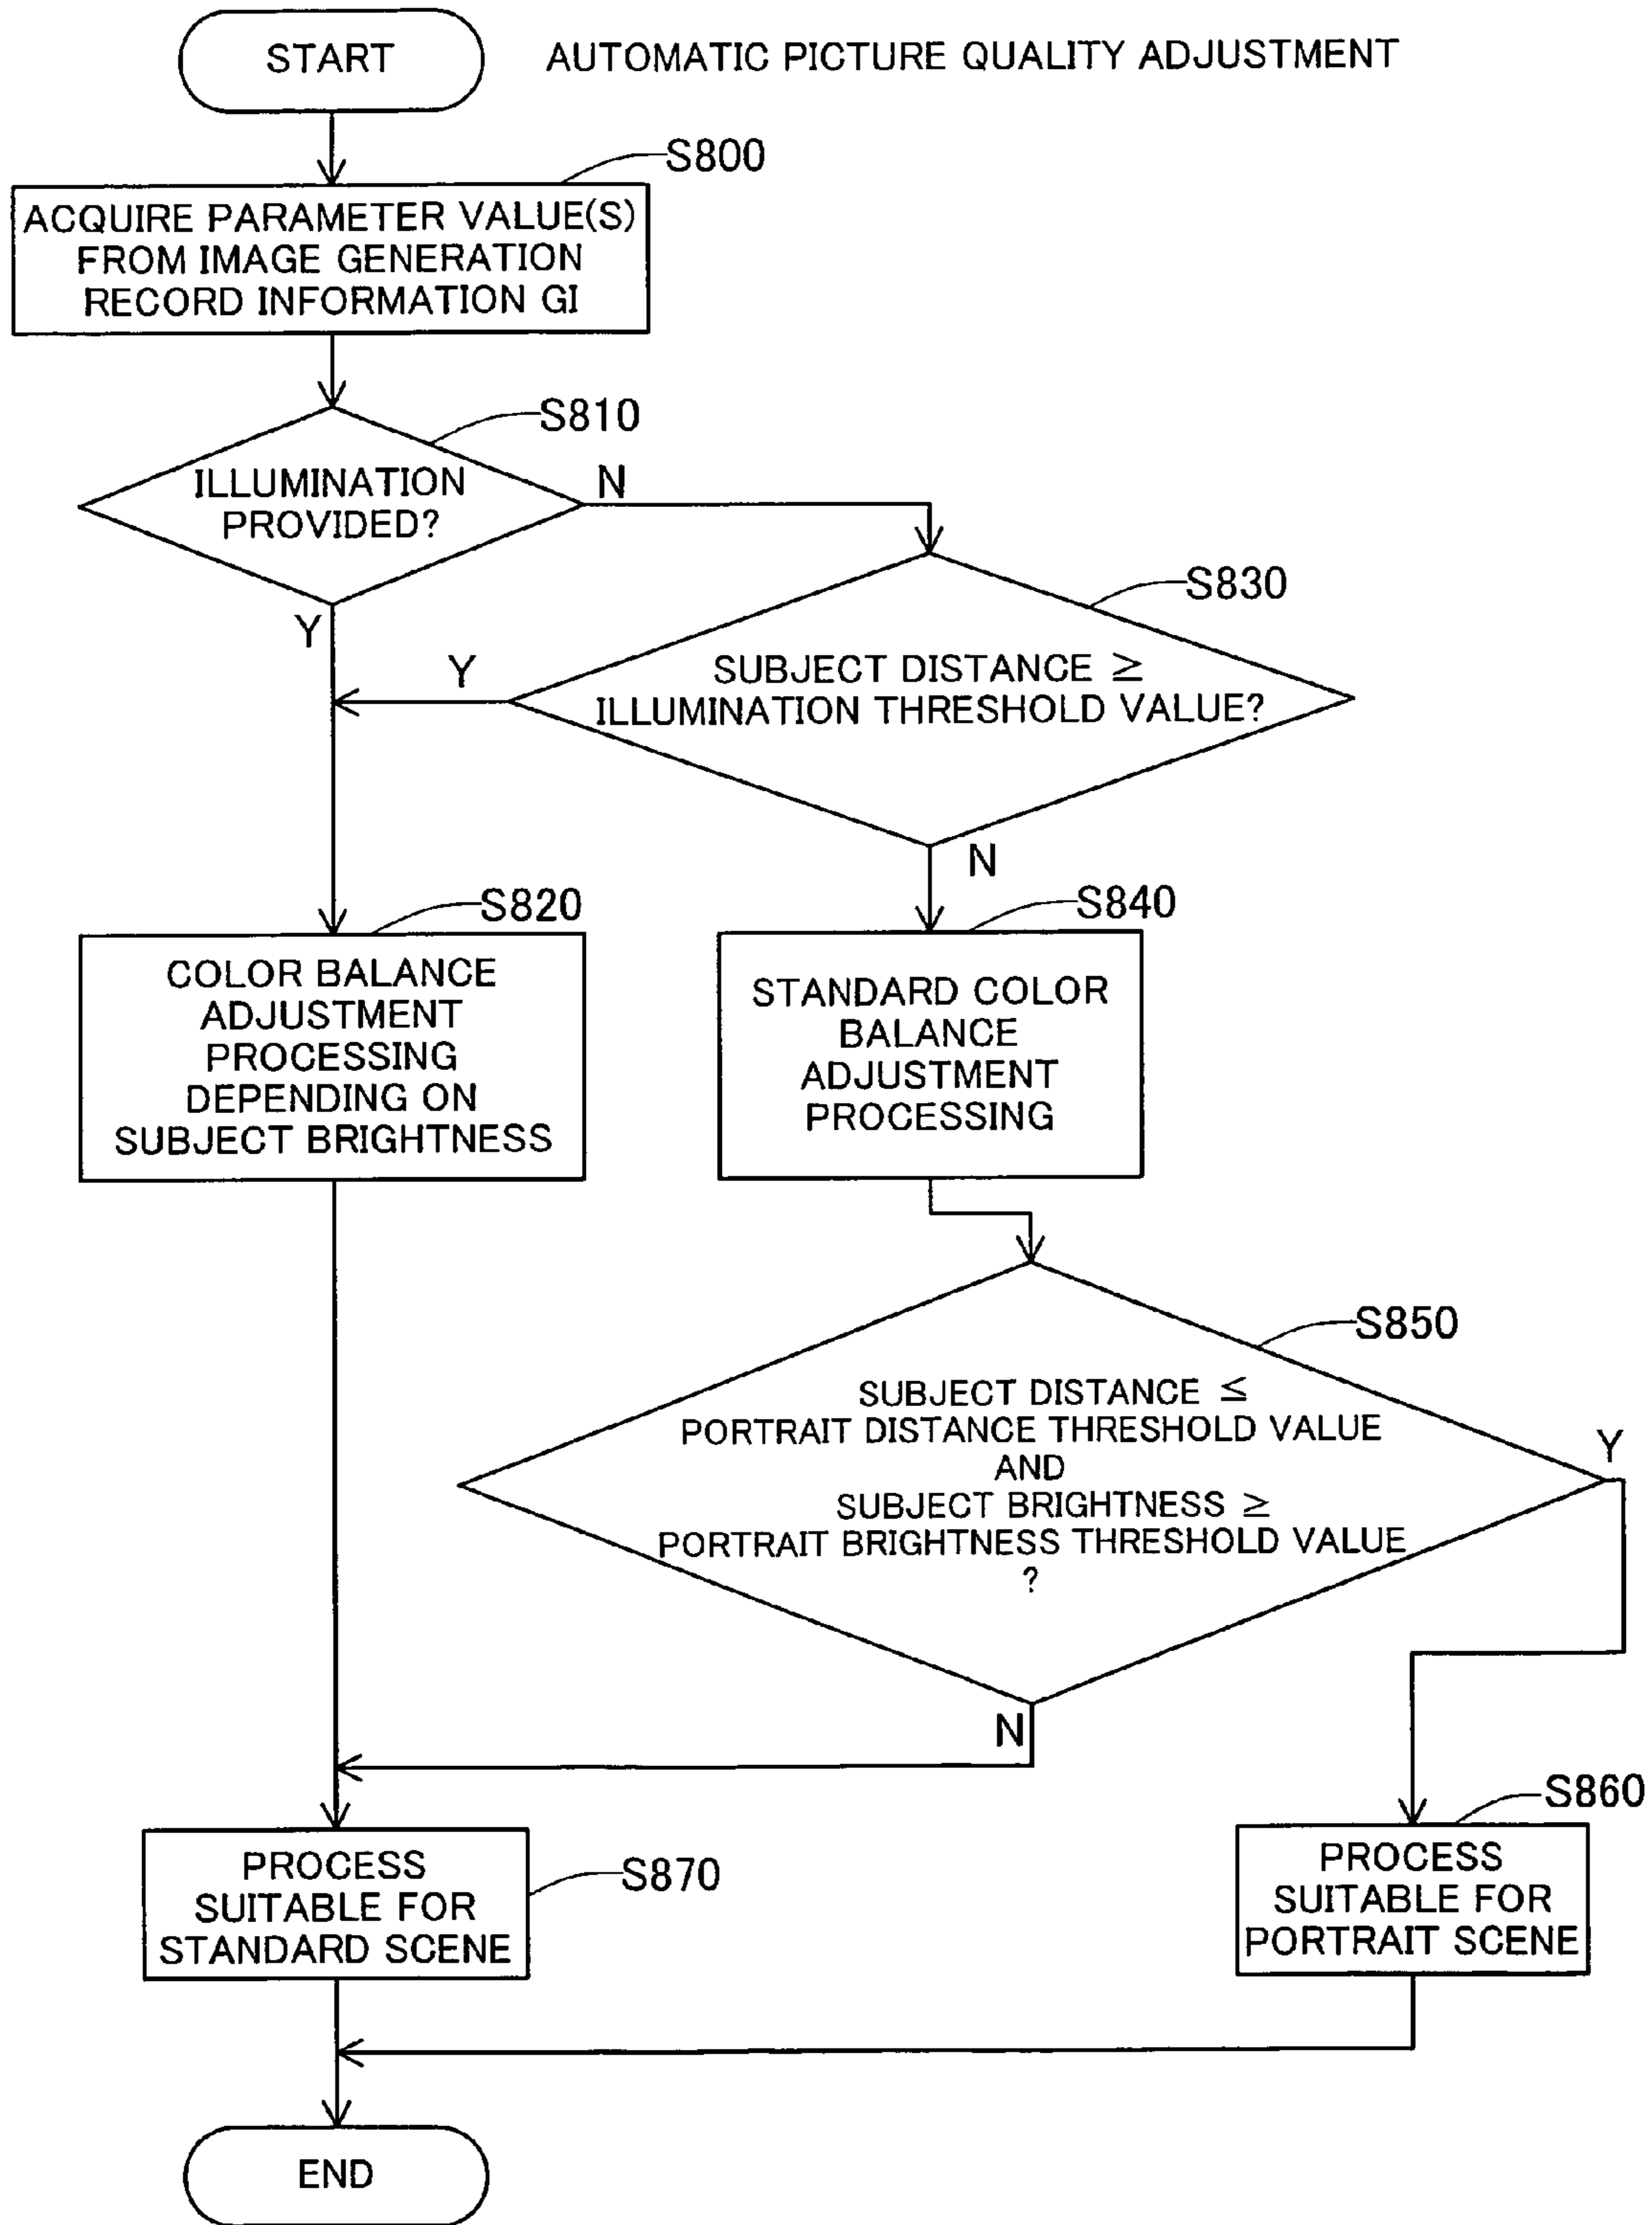 START
AUTOMATIC PICTURE QUALITY ADJUSTMENT
S800
ACQUIRE PARAMETER VALUE(S)
FROM IMAGE GENERATION
RECORD INFORMATION GI
S810
ILLUMINATION
PROVIDED?
N
Y
S830
SUBJECT DISTANCE ≥
ILLUMINATION THRESHOLD VALUE?
Y
N
S820
COLOR BALANCE
ADJUSTMENT
PROCESSING
DEPENDING ON
SUBJECT BRIGHTNESS
S840
STANDARD COLOR
BALANCE
ADJUSTMENT
PROCESSING
S850
SUBJECT DISTANCE ≤
PORTRAIT DISTANCE THRESHOLD VALUE
AND
SUBJECT BRIGHTNESS ≥
PORTRAIT BRIGHTNESS THRESHOLD VALUE
?
Y
N
S860
PROCESS
SUITABLE FOR
PORTRAIT SCENE
S870
PROCESS
SUITABLE FOR
STANDARD SCENE
END